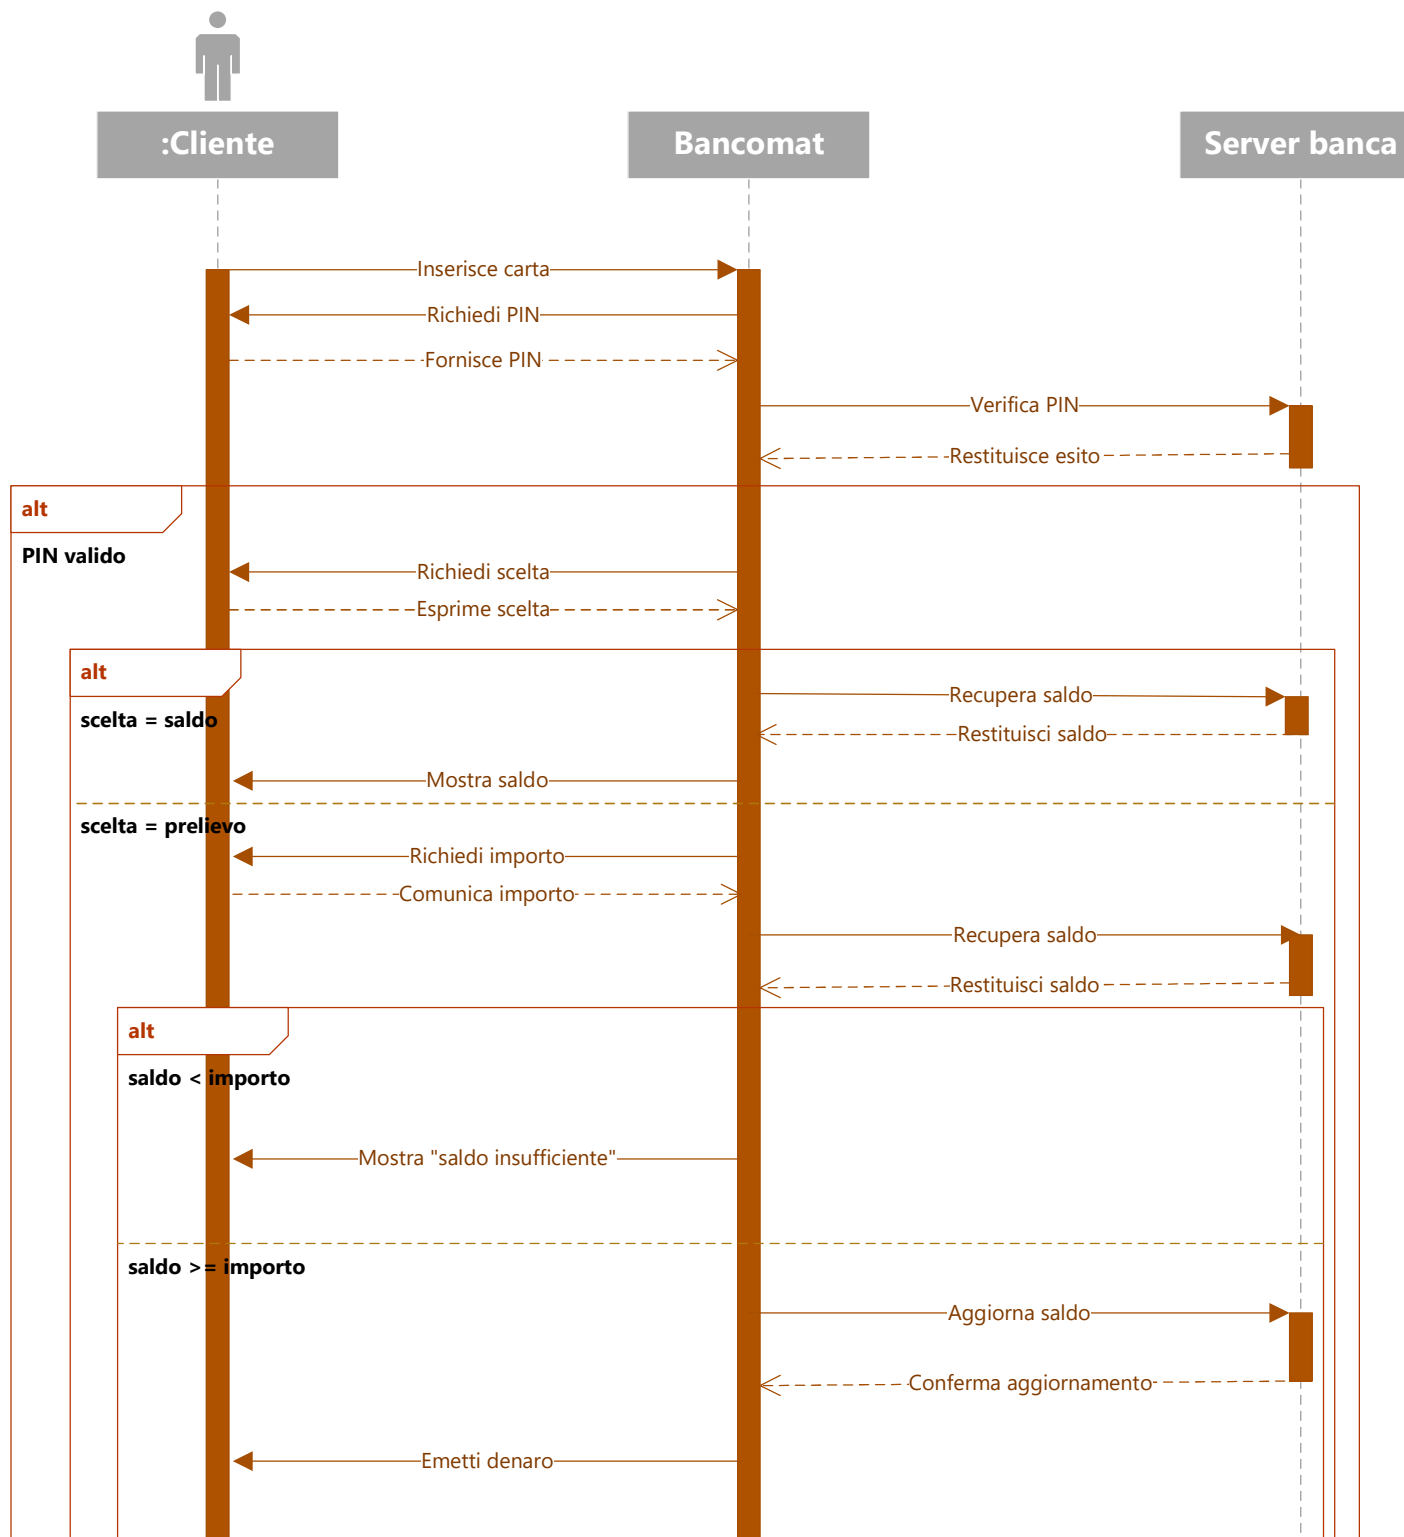 :Cliente
Bancomat
Server banca
Inserisce carta
Richiedi PIN
Fornisce PIN
Verifica PIN
Restituisce esito
alt
PIN valido
Richiedi scelta
Esprime scelta
alt
scelta = saldo
Recupera saldo
Restituisci saldo
Mostra saldo
scelta = prelievo
Richiedi importo
Comunica importo
Recupera saldo
Restituisci saldo
alt
saldo < importo
Mostra "saldo insufficiente"
saldo >= importo
Aggiorna saldo
Conferma aggiornamento
Emetti denaro